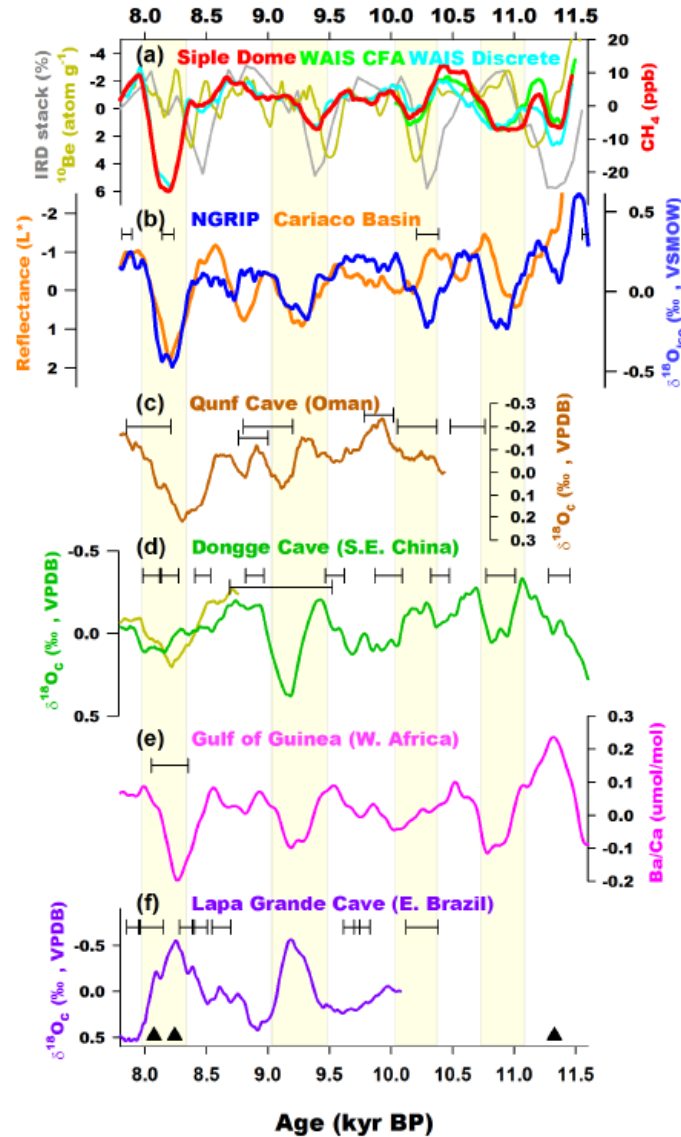 8.0 8.5 9.0 9.5 10.0 10.5 11.0 11.5
(a) Siple Dome WAIS CFA WAIS Discrete
IRD stack (%)
¹⁰Be (atom g⁻¹)
-4
-2
0
2
4
6
20
10
0
-10
-20
CH₄ (ppb)
(b) NGRIP Cariaco Basin
Reflectance (L*)
-2
-1
0
1
2
0.5
0.0
-0.5
δ¹⁸O (‰, VSMOW)
(c) Qunf Cave (Oman)
-0.3
-0.2
-0.1
0.0
0.1
0.2
0.3
δ¹⁸Oc (‰, VPDB)
(d) Dongge Cave (S.E. China)
δ¹⁸Oc (‰, VPDB)
-0.5
0.0
0.5
(e) Gulf of Guinea (W. Africa)
0.3
0.2
0.1
0.0
-0.1
-0.2
Ba/Ca (umol/mol)
(f) Lapa Grande Cave (E. Brazil)
δ¹⁸Oc (‰, VPDB)
-0.5
0.0
0.5
8.0 8.5 9.0 9.5 10.0 10.5 11.0 11.5
Age (kyr BP)